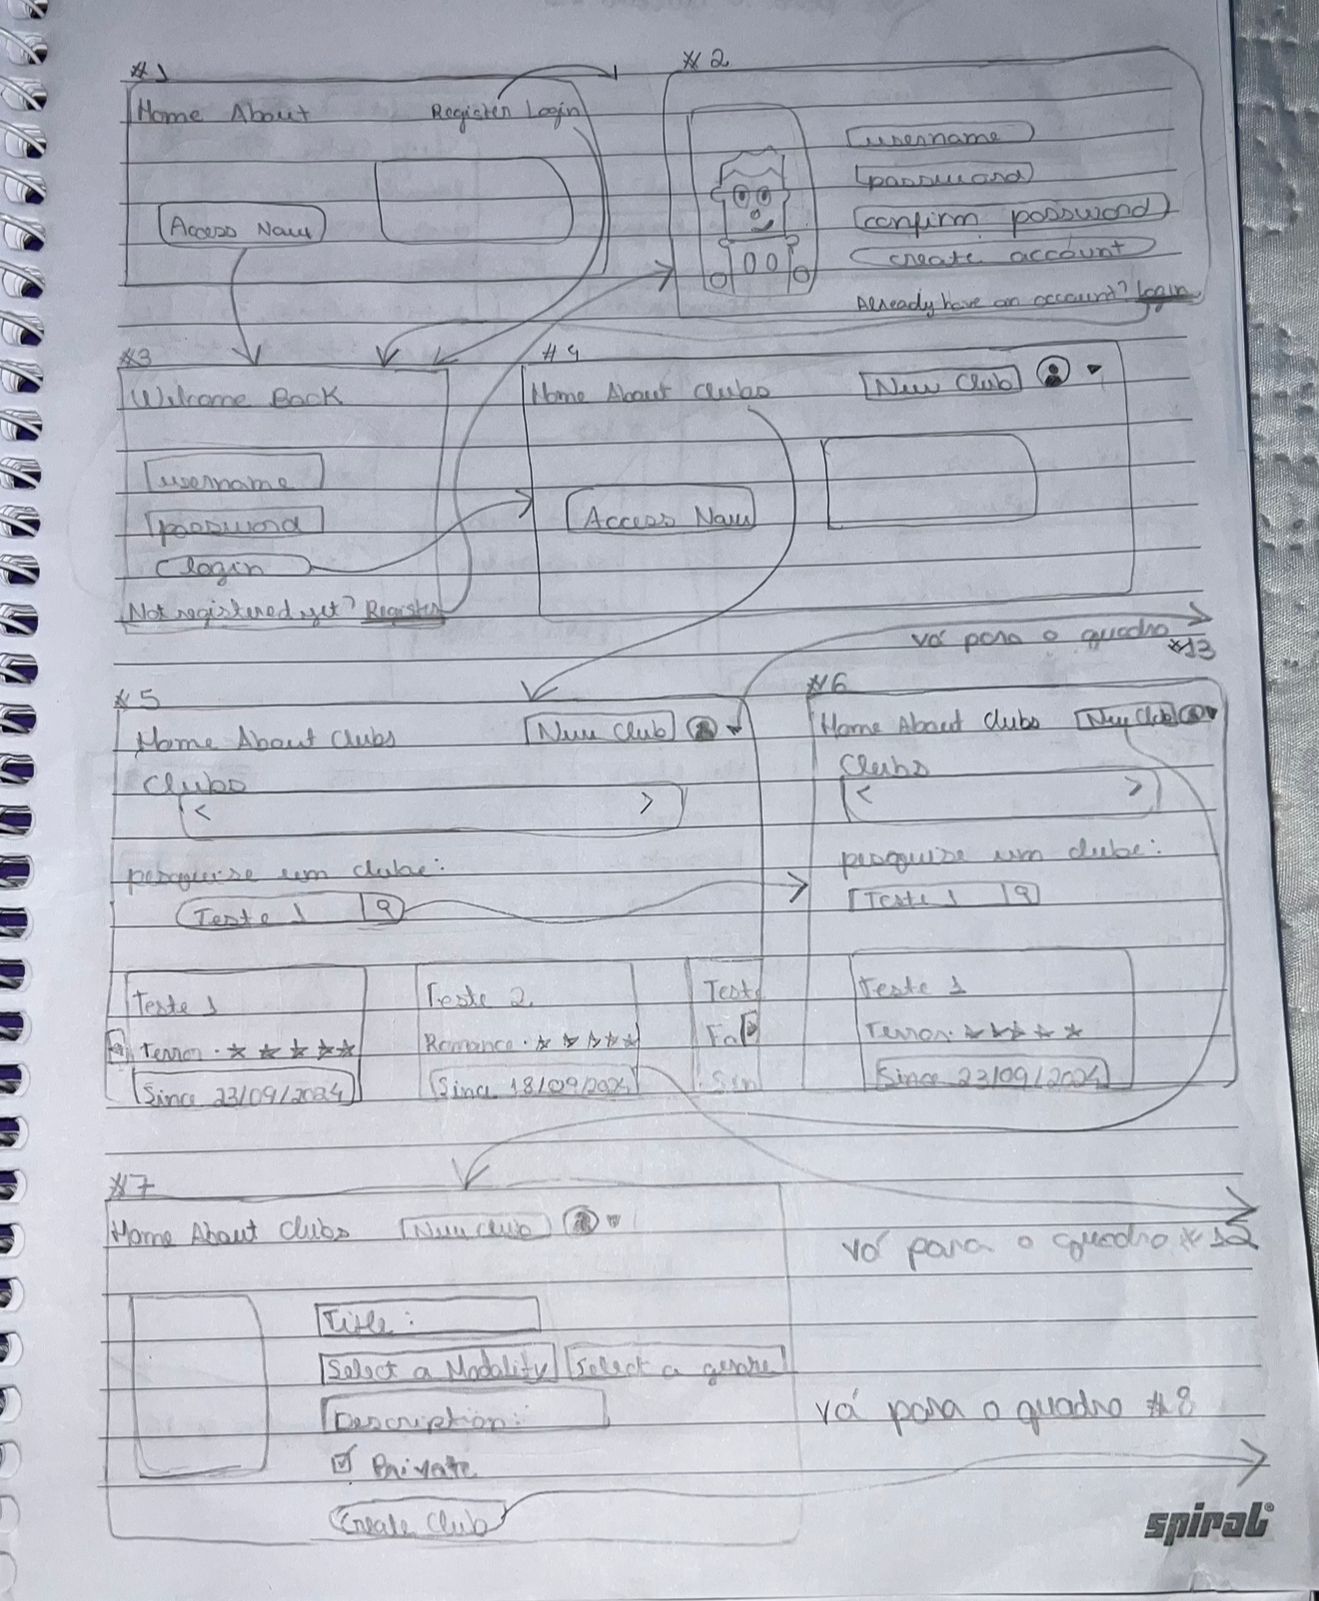 #1
Home About Register Login
Access Now
#2
username
password
confirm password
create account
Already have an account? Login
#3
Welcome Back
username
password
login
Not registered yet? Register
#4
Home About Clubs New Club
Access Now
vá para o quadro
#13
#5
Home About Clubs New Club
Clubs
< >
pesquise um clube:
Teste 1
Teste 1
Terror · ★ ★ ★ ★ ★
Since 23/09/2024
Teste 2
Romance · ★ ★ ★ ★ ★
Since 18/09/2024
Test
Fa
Sin
#6
Home About Clubs New Club
Clubs
< >
pesquise um clube:
Teste 1
Teste 1
Terror · ★ ★ ★ ★ ★
Since 23/09/2024
vá para o quadro #12
#7
Home About Clubs New Club
Title:
Select a Modality Select a genre
Description:
Private
Create Club
vá para o quadro #8
spiral®